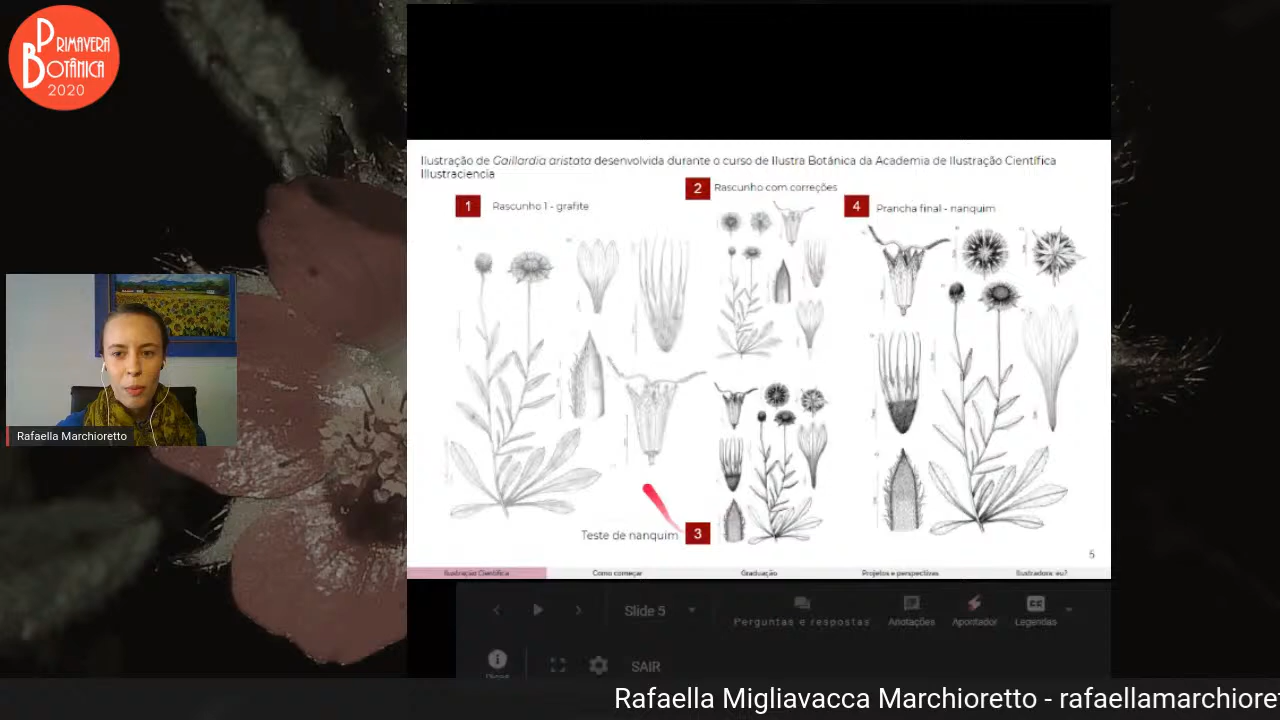 PRIMAVERA
BOTÂNICA
2020
Ilustração de Gaillardia aristata desenvolvida durante o curso de Ilustra Botânica da Academia de Ilustração Científica
Illustraciencia
1 Rascunho 1 - grafite
2 Rascunho com correções
4 Prancha final - nanquim
Teste de nanquim 3
5
Ilustração Científica Como começar Graduação Projetos e perspectivas Ilustradora: eu?
Rafaella Marchioretto
Slide 5
Perguntas e respostas Anotações Apontador Legendas
SAIR
Rafaella Migliavacca Marchioretto - rafaellamarchioret